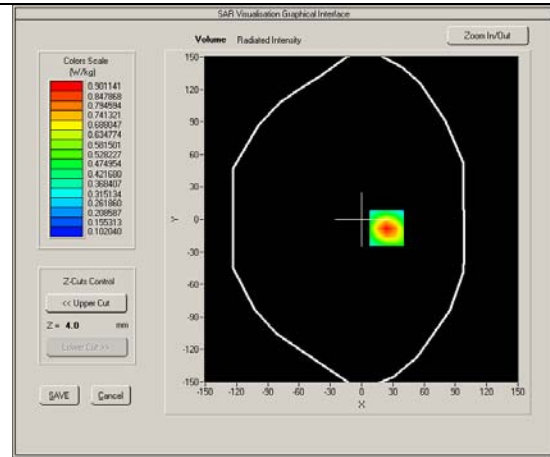 SAR Visualisation Graphical Interface
Volume Radiated Intensity
Zoom In/Out
Colors Scale
(W/kg)
0.901141
0.847868
0.794594
0.741321
0.688047
0.634774
0.581501
0.528227
0.474954
0.421680
0.368407
0.315134
0.261860
0.208587
0.155313
0.102040
Z-Cuts Control
<< Upper Cut
Z = 4.0 mm
Lower Cut >>
SAVE
Cancel
150-
120-
90-
60-
30-
0-
-30-
-60-
-90-
-120-
-150-
Y
-150 -120 -90 -60 -30 0 30 60 90 120 150
X